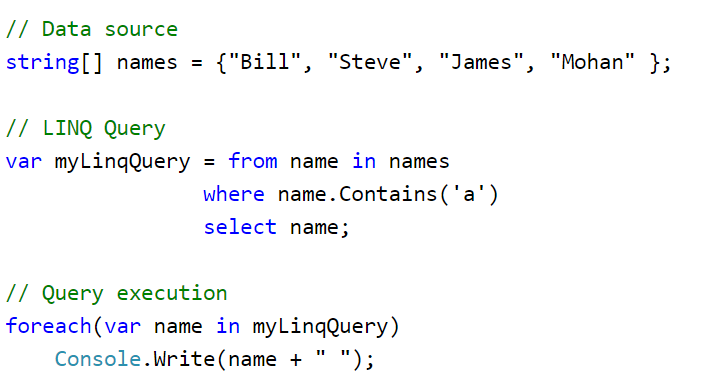 // Data source
string[] names = {"Bill", "Steve", "James", "Mohan" };
// LINQ Query
var myLinqQuery = from name in names
where name.Contains('a')
select name;
// Query execution
foreach(var name in myLinqQuery)
Console.Write(name + " ");